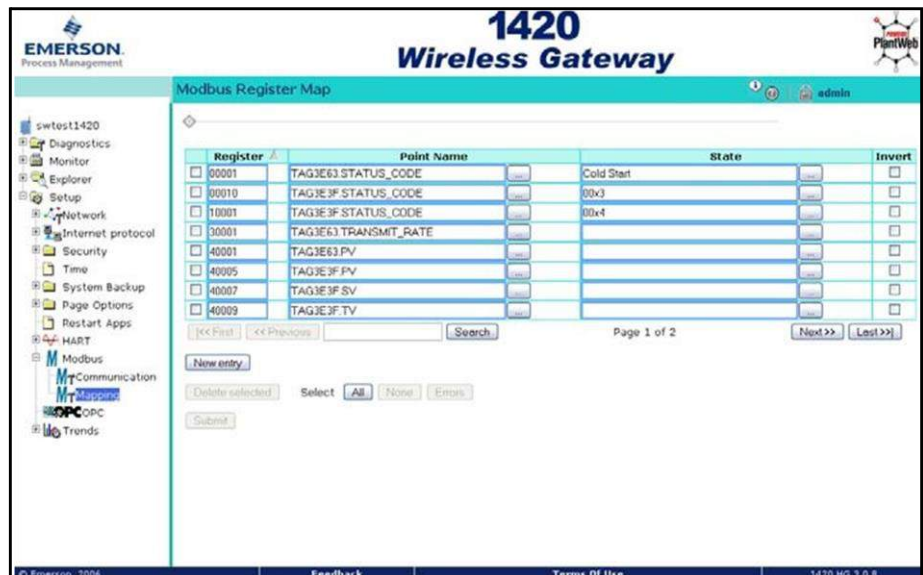 EMERSON.
Process Management
1420
Wireless Gateway
PlantWeb
Modbus Register Map
admin
swtest1420
Diagnostics
Monitor
Explorer
Setup
Network
Internet protocol
Security
Time
System Backup
Page Options
Restart Apps
HART
Modbus
Communication
Mapping
OPC OPC
Trends
Register Point Name State Invert
00001 TAG3E63.STATUS_CODE ... Cold Start ...
00010 TAG3E3F.STATUS_CODE ... 00x3 ...
10001 TAG3E3F.STATUS_CODE ... 00x4 ...
30001 TAG3E63.TRANSMIT_RATE ... ...
40001 TAG3E63.PV ... ...
40005 TAG3E3F.PV ... ...
40007 TAG3E3F.SV ... ...
40009 TAG3E3F.TV ... ...
|<< First << Previous Search Page 1 of 2 Next >> Last >>|
New entry
Delete selected Select All None Errors
Submit
© Emerson, 2006 Feedback Terms Of Use 1420 HG 3.0.8